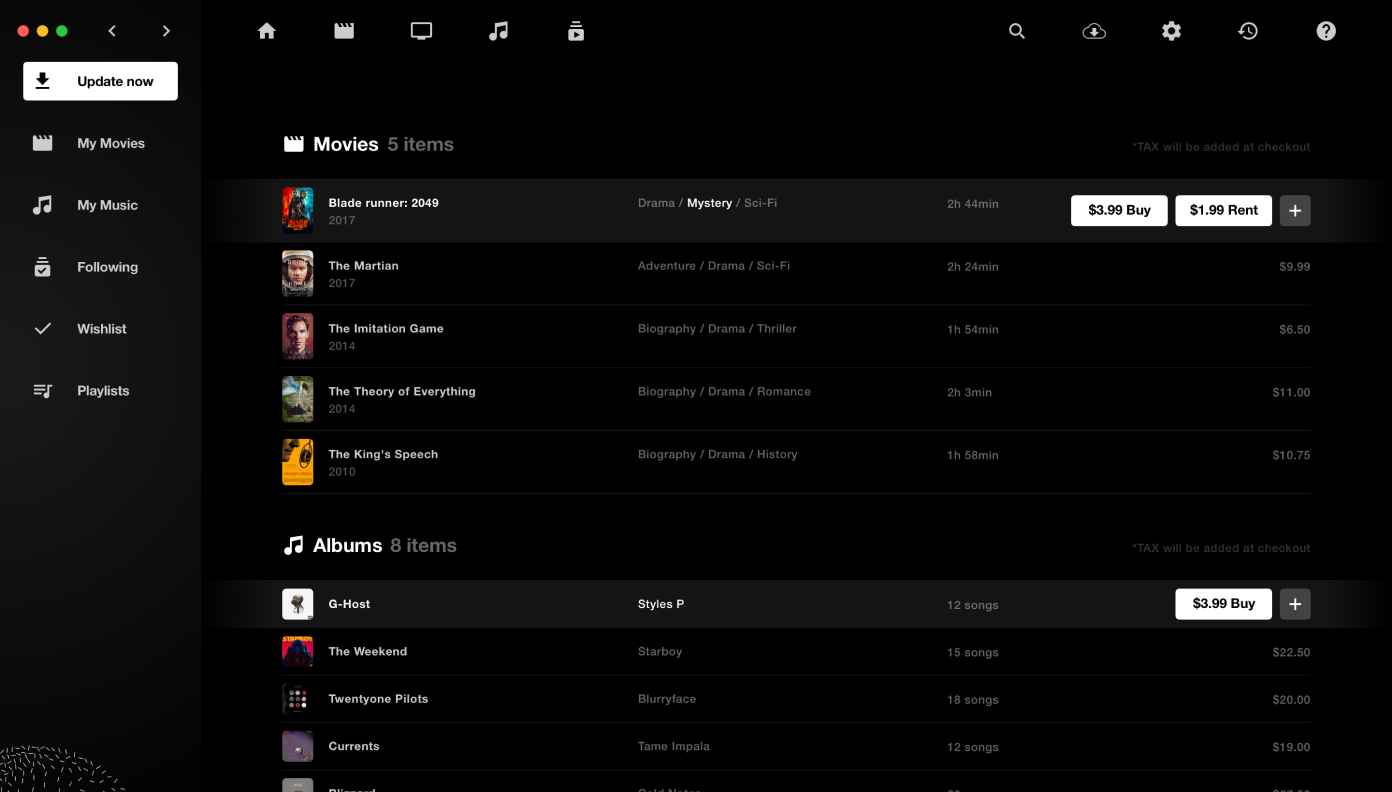 Update now
My Movies
My Music
Following
Wishlist
Playlists
Movies 5 items
*TAX will be added at checkout
Blade runner: 2049
2017
Drama / Mystery / Sci-Fi
2h 44min
$3.99 Buy
$1.99 Rent
The Martian
2017
Adventure / Drama / Sci-Fi
2h 24min
$9.99
The Imitation Game
2014
Biography / Drama / Thriller
1h 54min
$6.50
The Theory of Everything
2014
Biography / Drama / Romance
2h 3min
$11.00
The King's Speech
2010
Biography / Drama / History
1h 58min
$10.75
Albums 8 items
*TAX will be added at checkout
G-Host
Styles P
12 songs
$3.99 Buy
STARBOY
The Weekend
Starboy
15 songs
$22.50
Twentyone Pilots
Blurryface
18 songs
$20.00
Currents
Tame Impala
12 songs
$19.00